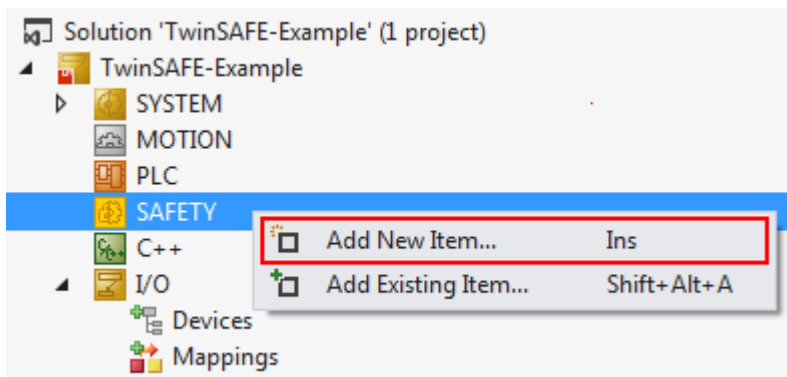 Solution 'TwinSAFE-Example' (1 project)
TwinSAFE-Example
SYSTEM
MOTION
PLC
SAFETY
Add New Item... Ins
C++
Add Existing Item... Shift+Alt+A
I/O
Devices
Mappings